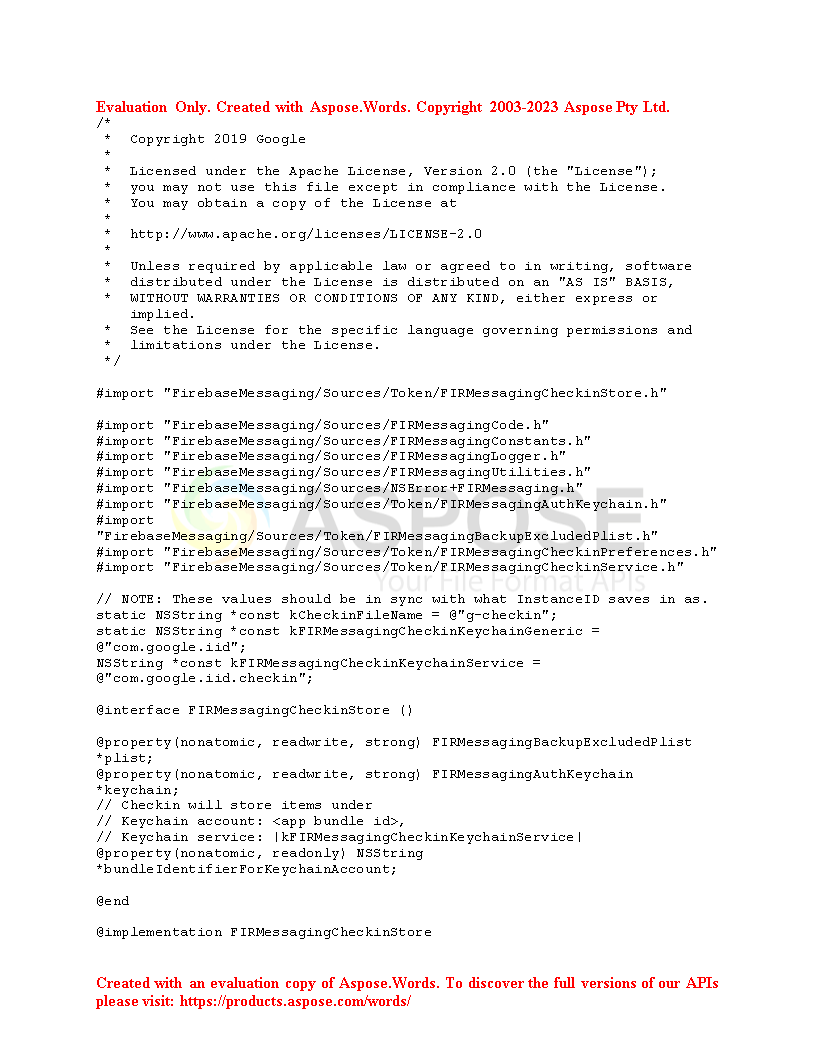 Evaluation Only. Created with Aspose.Words. Copyright 2003-2023 Aspose Pty Ltd.
/*
 *  Copyright 2019 Google
 *
 *  Licensed under the Apache License, Version 2.0 (the "License");
 *  you may not use this file except in compliance with the License.
 *  You may obtain a copy of the License at
 *
 *  http://www.apache.org/licenses/LICENSE-2.0
 *
 *  Unless required by applicable law or agreed to in writing, software
 *  distributed under the License is distributed on an "AS IS" BASIS,
 *  WITHOUT WARRANTIES OR CONDITIONS OF ANY KIND, either express or
    implied.
 *  See the License for the specific language governing permissions and
 *  limitations under the License.
 */

#import "FirebaseMessaging/Sources/Token/FIRMessagingCheckinStore.h"

#import "FirebaseMessaging/Sources/FIRMessagingCode.h"
#import "FirebaseMessaging/Sources/FIRMessagingConstants.h"
#import "FirebaseMessaging/Sources/FIRMessagingLogger.h"
#import "FirebaseMessaging/Sources/FIRMessagingUtilities.h"
#import "FirebaseMessaging/Sources/NSError+FIRMessaging.h"
#import "FirebaseMessaging/Sources/Token/FIRMessagingAuthKeychain.h"
#import
"FirebaseMessaging/Sources/Token/FIRMessagingBackupExcludedPlist.h"
#import "FirebaseMessaging/Sources/Token/FIRMessagingCheckinPreferences.h"
#import "FirebaseMessaging/Sources/Token/FIRMessagingCheckinService.h"
ASPOSE
Your File Format APIs

// NOTE: These values should be in sync with what InstanceID saves in as.
static NSString *const kCheckinFileName = @"g-checkin";
static NSString *const kFIRMessagingCheckinKeychainGeneric =
@"com.google.iid";
NSString *const kFIRMessagingCheckinKeychainService =
@"com.google.iid.checkin";

@interface FIRMessagingCheckinStore ()

@property(nonatomic, readwrite, strong) FIRMessagingBackupExcludedPlist
*plist;
@property(nonatomic, readwrite, strong) FIRMessagingAuthKeychain
*keychain;
// Checkin will store items under
// Keychain account: <app bundle id>,
// Keychain service: |kFIRMessagingCheckinKeychainService|
@property(nonatomic, readonly) NSString
*bundleIdentifierForKeychainAccount;

@end

@implementation FIRMessagingCheckinStore

Created with an evaluation copy of Aspose.Words. To discover the full versions of our APIs
please visit: https://products.aspose.com/words/